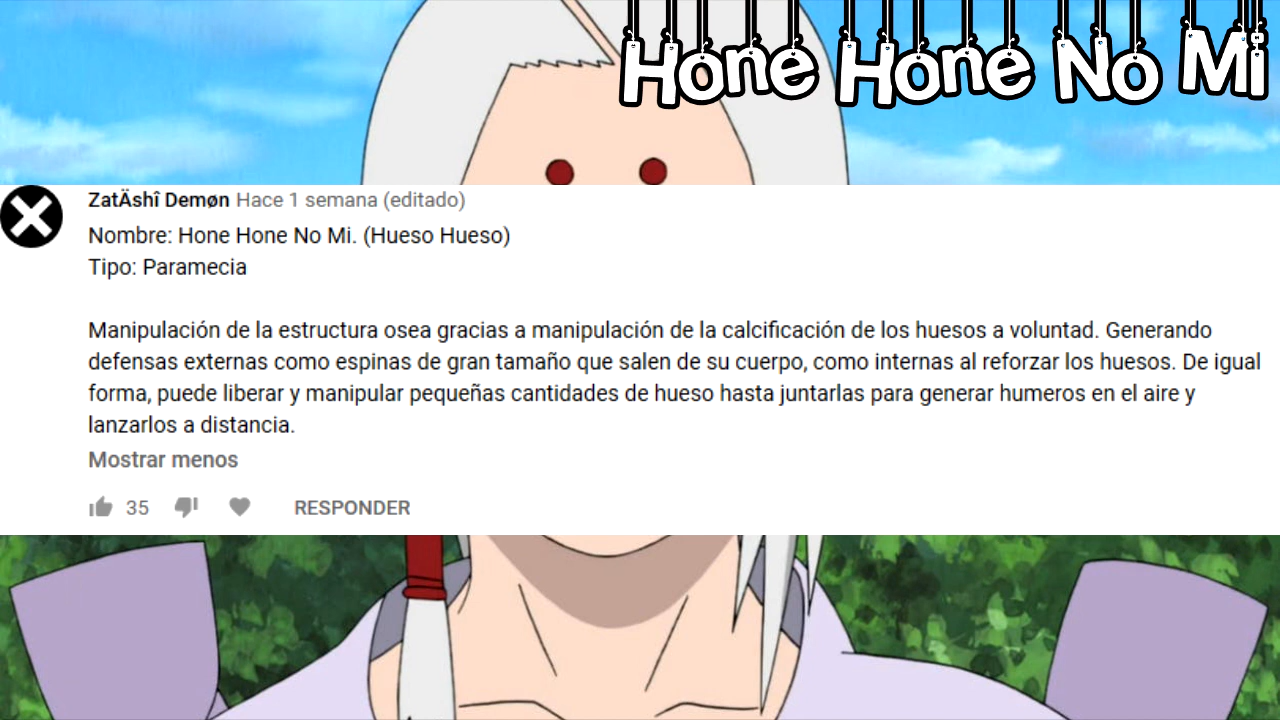 Hone Hone No Mi
ZatÄshî Demøn Hace 1 semana (editado)
Nombre: Hone Hone No Mi. (Hueso Hueso)
Tipo: Paramecia
Manipulación de la estructura osea gracias a manipulación de la calcificación de los huesos a voluntad. Generando
defensas externas como espinas de gran tamaño que salen de su cuerpo, como internas al reforzar los huesos. De igual
forma, puede liberar y manipular pequeñas cantidades de hueso hasta juntarlas para generar humeros en el aire y
lanzarlos a distancia.
Mostrar menos
35 RESPONDER